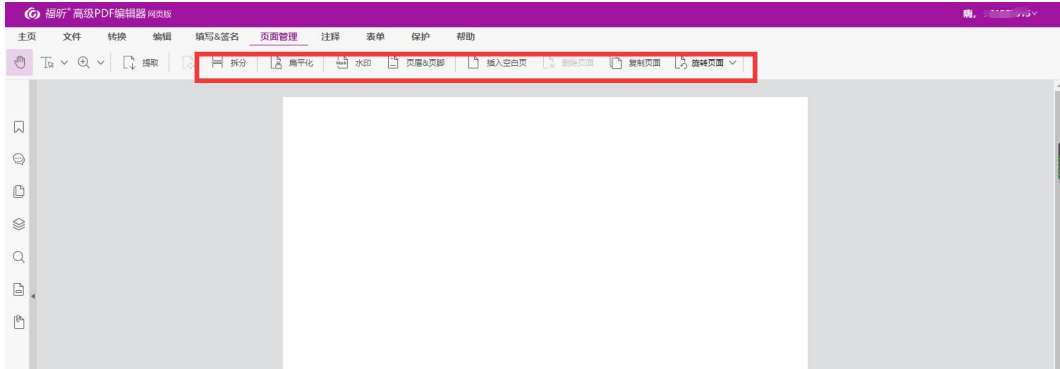 福昕®高级PDF编辑器 网页版 嗨,
主页 文件 转换 编辑 填写&签名 页面管理 注释 表单 保护 帮助
提取 拆分 扁平化 水印 页眉&页脚 插入空白页 删除页面 复制页面 旋转页面